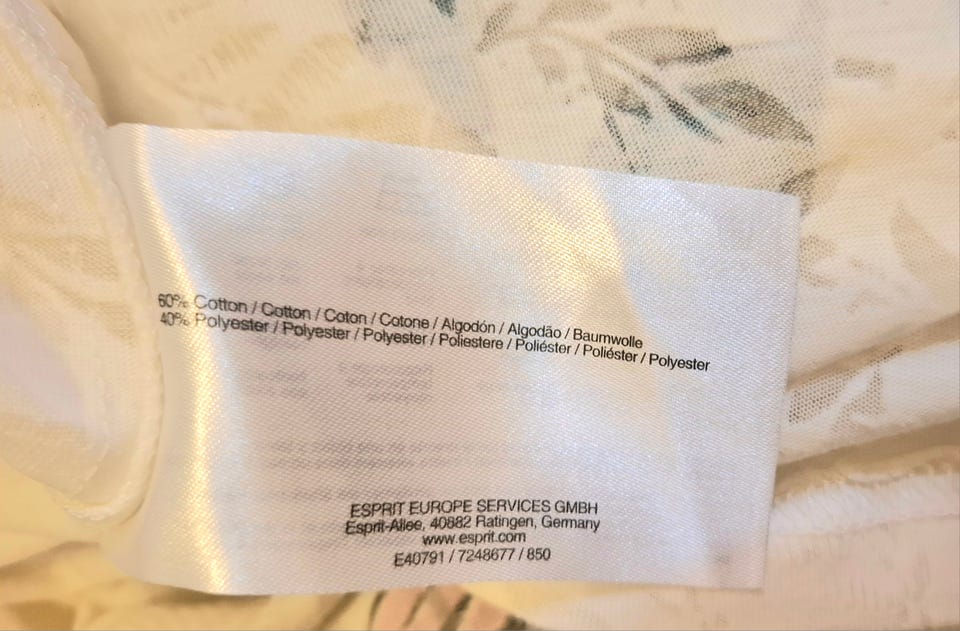 60% Cotton / Cotton / Coton / Cotone / Algodón / Algodão / Baumwolle
40% Polyester / Polyester / Polyester / Poliestere / Poliéster / Poliéster / Polyester
ESPRIT EUROPE SERVICES GMBH
Esprit-Allee, 40882 Ratingen, Germany
www.esprit.com
E40791 / 7248677 / 850